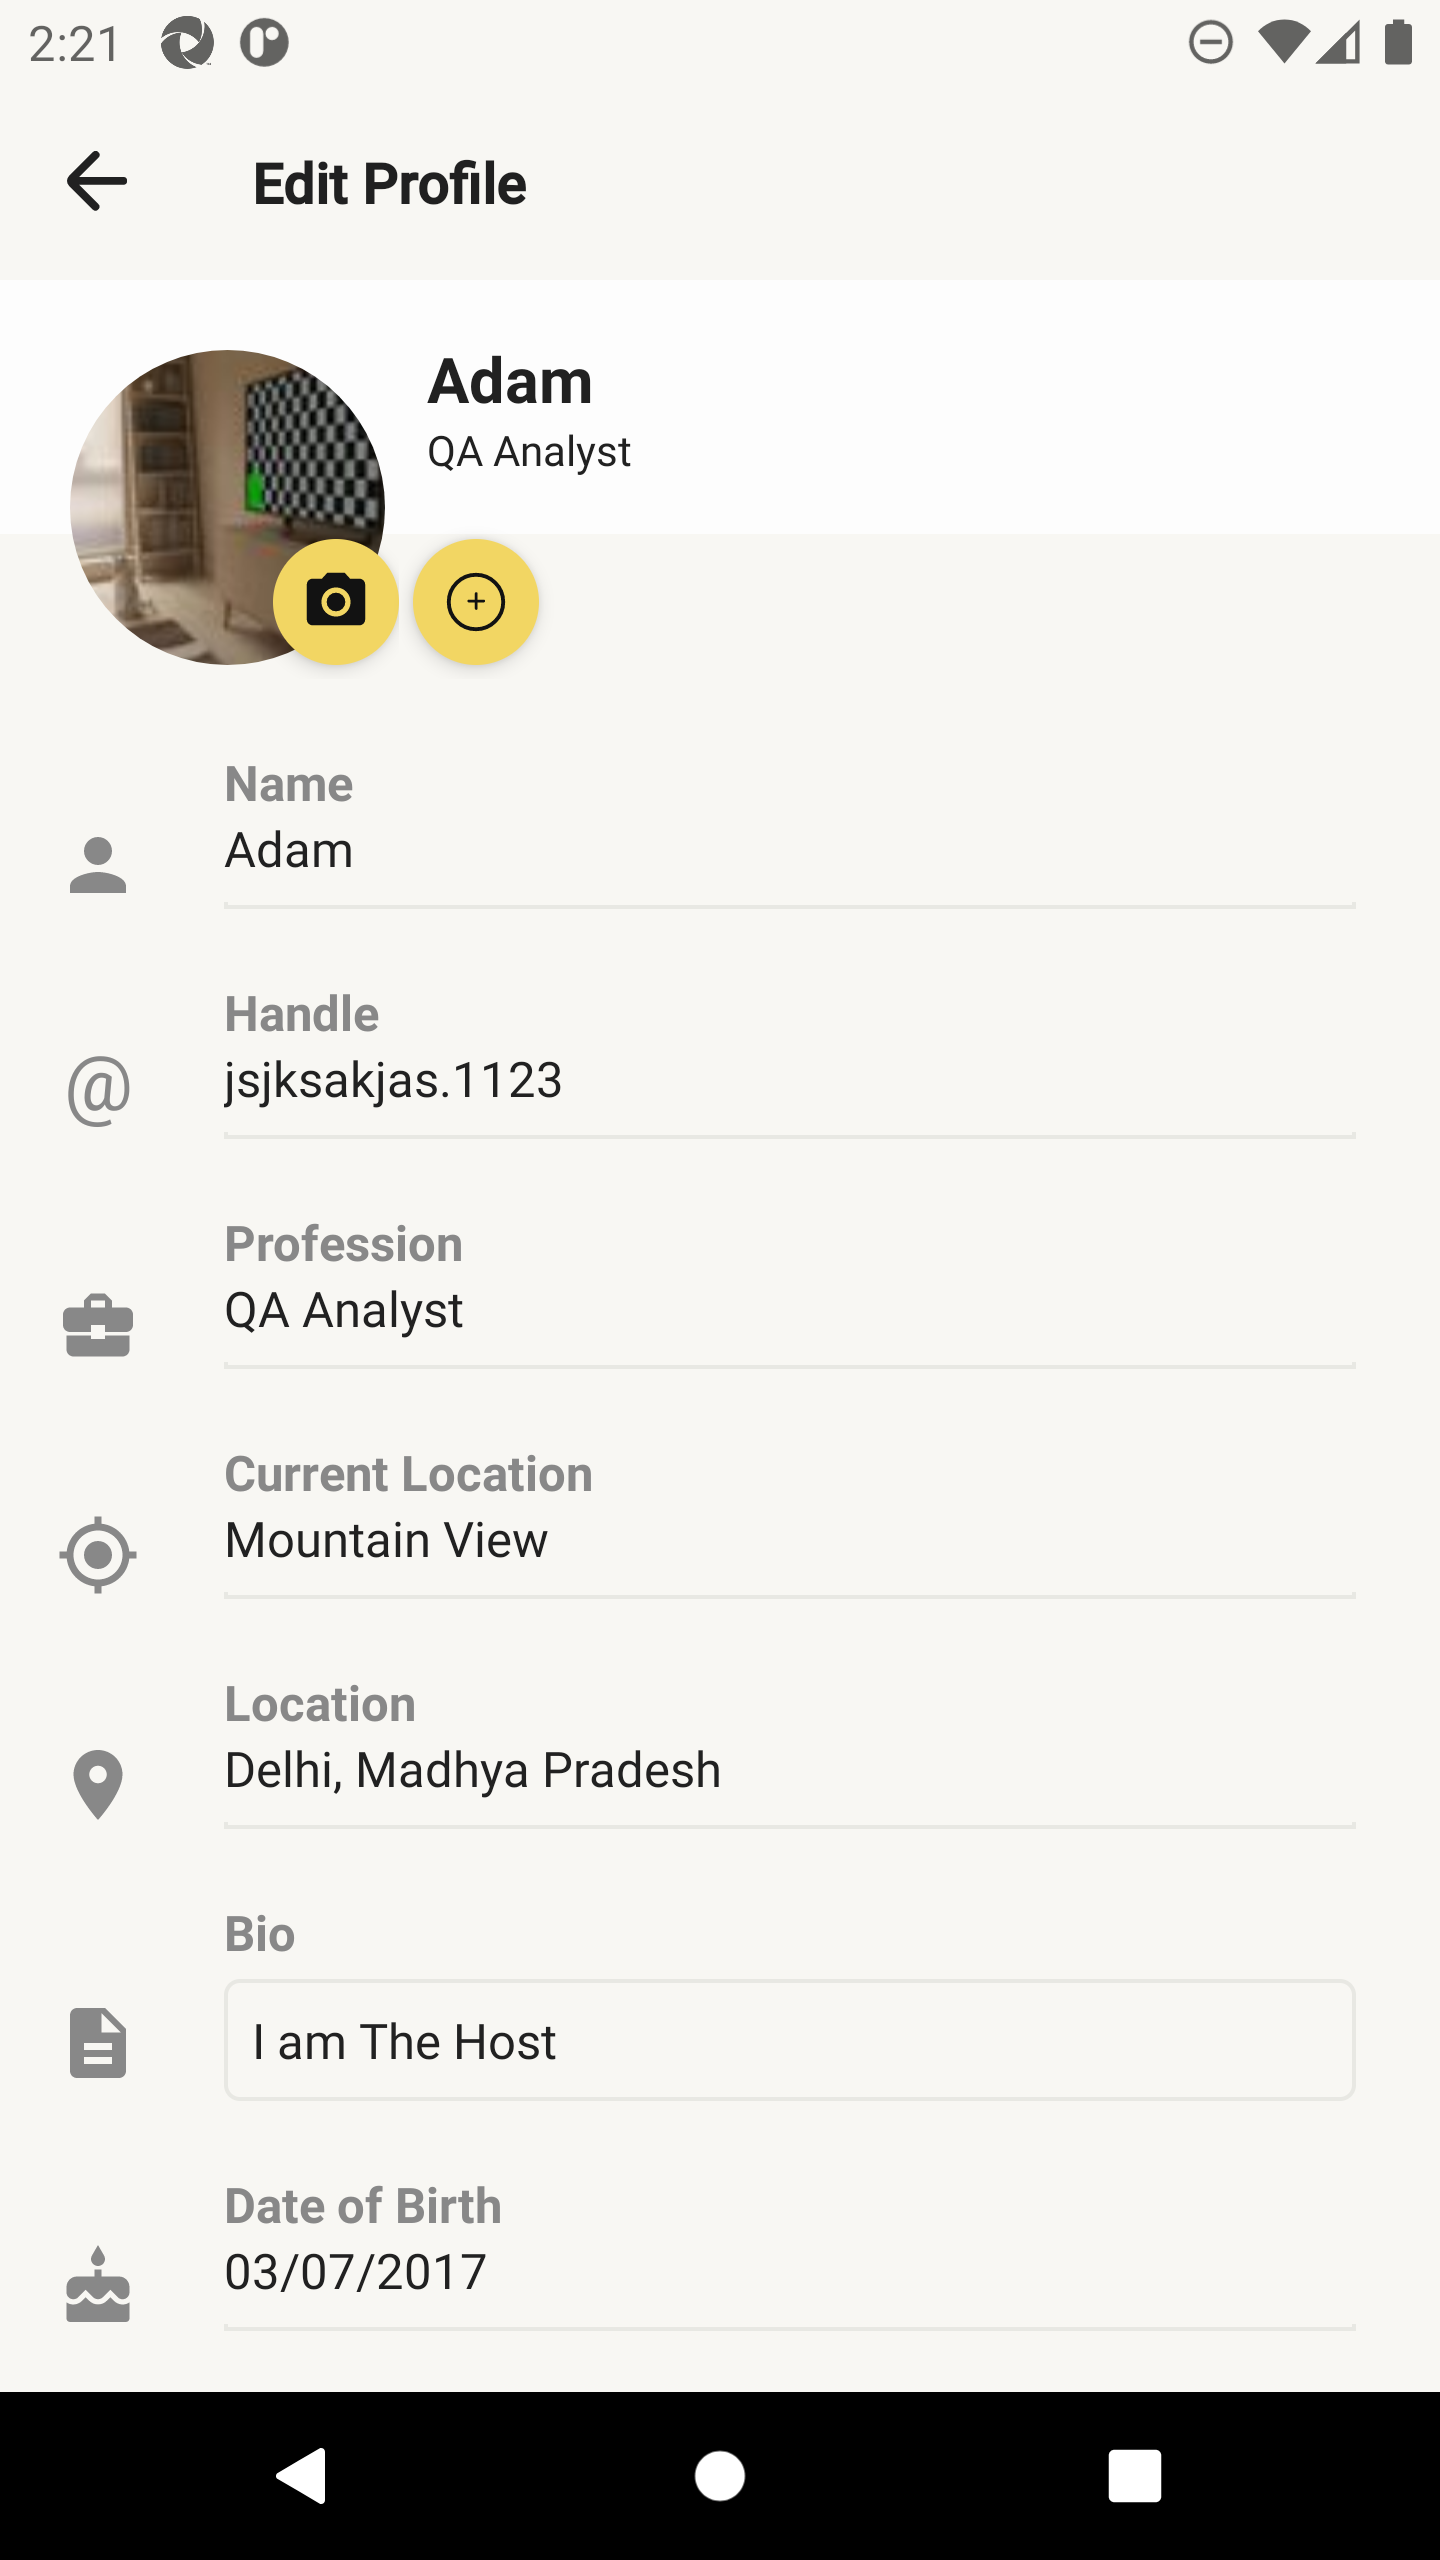 2:21
Edit Profile
Adam
QA Analyst
Name
Adam
Handle
@ jsjksakjas.1123
Profession
QA Analyst
Current Location
Mountain View
Location
Delhi, Madhya Pradesh
Bio
I am The Host
Date of Birth
03/07/2017